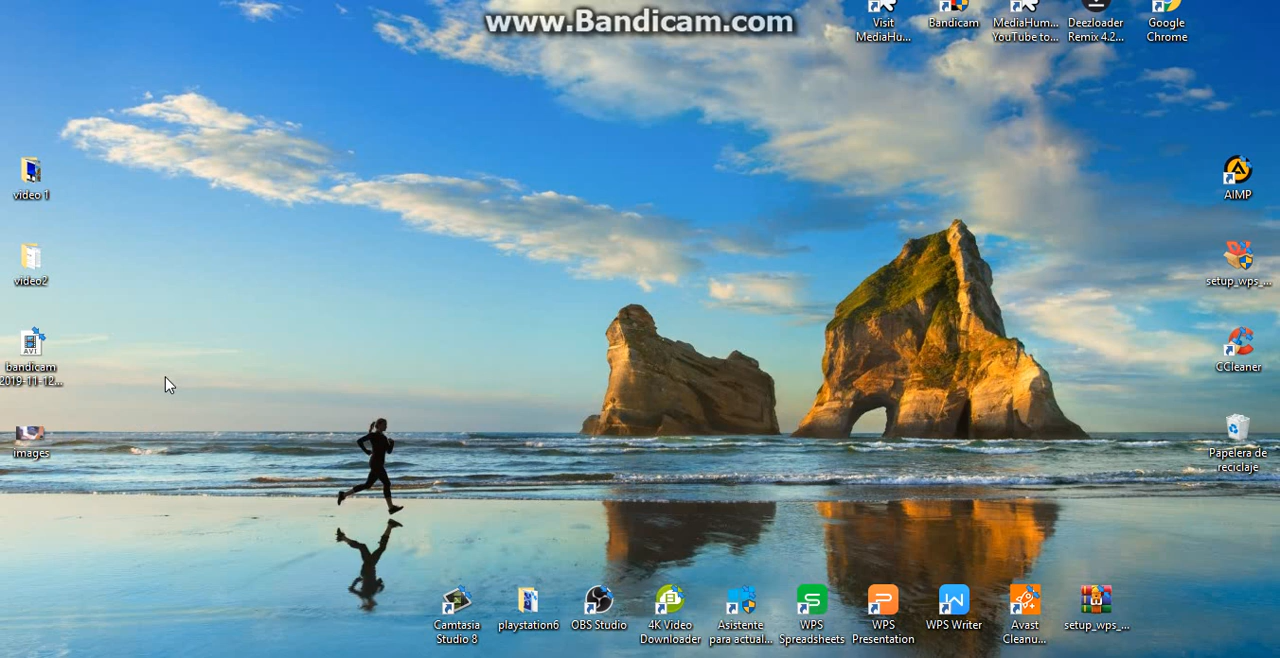 www.Bandicam.com
Visit
MediaHu...
Bandicam
MediaHum...
YouTube to...
Deezloader
Remix 4.2...
Google
Chrome
video 1
AIMP
video2
setup_wps_...
AVI
bandicam
2019-11-12...
CCleaner
images
Papelera de
reciclaje
Camtasia
Studio 8
playstation6
OBS Studio
4K Video
Downloader
Asistente
para actual...
WPS
Spreadsheets
WPS
Presentation
WPS Writer
Avast
Cleanu...
setup_wps_...